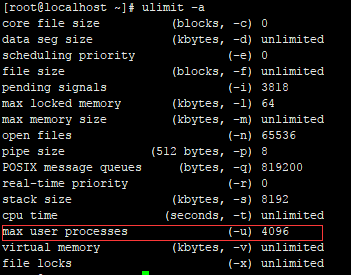 [root@localhost ~]# ulimit -a
core file size (blocks, -c) 0
data seg size (kbytes, -d) unlimited
scheduling priority (-e) 0
file size (blocks, -f) unlimited
pending signals (-i) 3818
max locked memory (kbytes, -l) 64
max memory size (kbytes, -m) unlimited
open files (-n) 65536
pipe size (512 bytes, -p) 8
POSIX message queues (bytes, -q) 819200
real-time priority (-r) 0
stack size (kbytes, -s) 8192
cpu time (seconds, -t) unlimited
max user processes (-u) 4096
virtual memory (kbytes, -v) unlimited
file locks (-x) unlimited